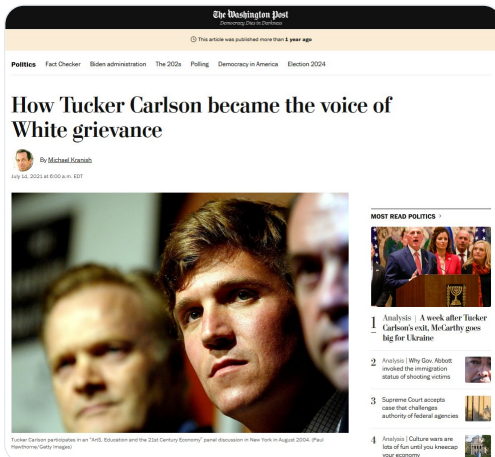 The Washington Post
Democracy Dies in Darkness
This article was published more than 1 year ago
Politics Fact Checker Biden administration The 202s Polling Democracy in America Election 2024
How Tucker Carlson became the voice of
White grievance
By Michael Kranish
July 14, 2021 at 6:00 a.m. EDT
Tucker Carlson participates in an "Arts, Education and the 21st Century Economy" panel discussion in New York in August 2004. (Paul
Hawthorne/Getty Images)
MOST READ POLITICS >
1 Analysis | A week after Tucker
Carlson's exit, McCarthy goes
big for Ukraine
2 Analysis | Why Gov. Abbott
invoked the immigration
status of shooting victims
3 Supreme Court accepts
case that challenges
authority of federal agencies
4 Analysis | Culture wars are
lots of fun until you kneecap
your economy